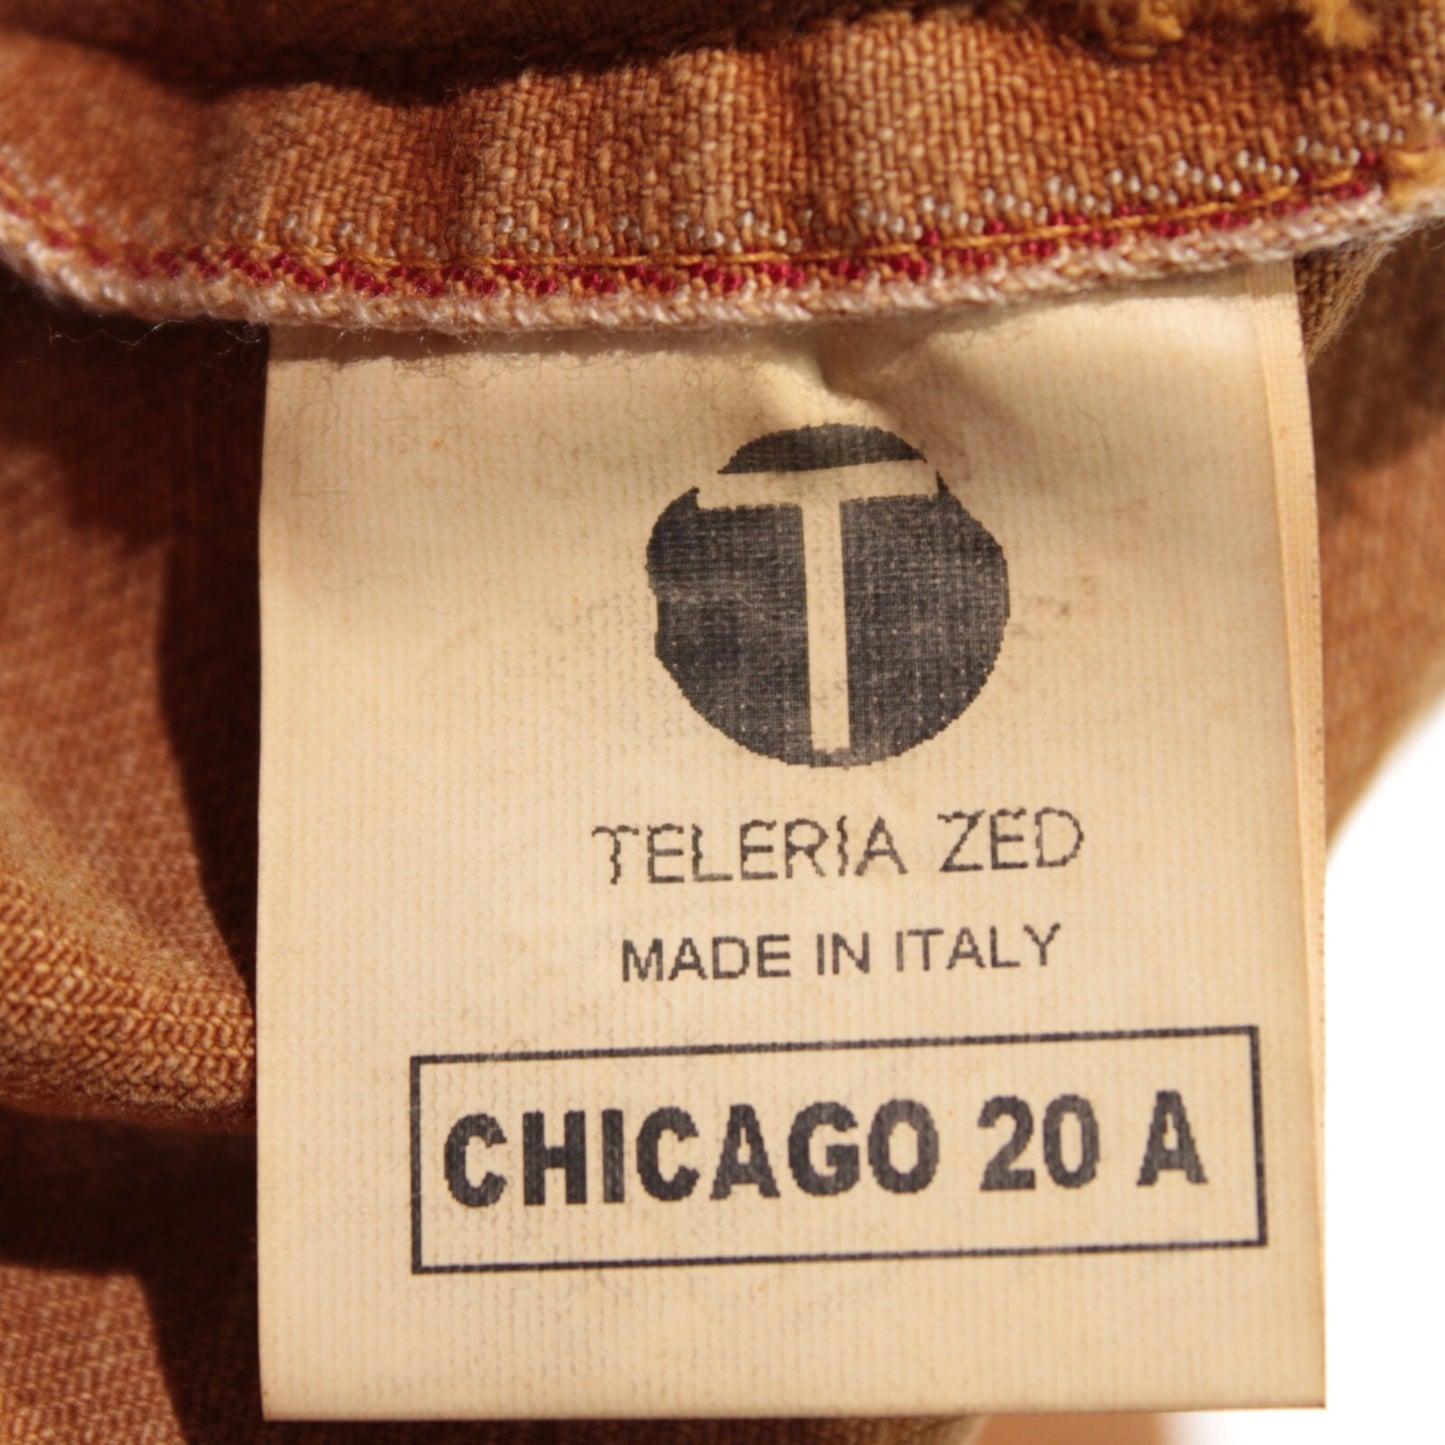 T
TELERIA ZED
MADE IN ITALY
CHICAGO 20 A